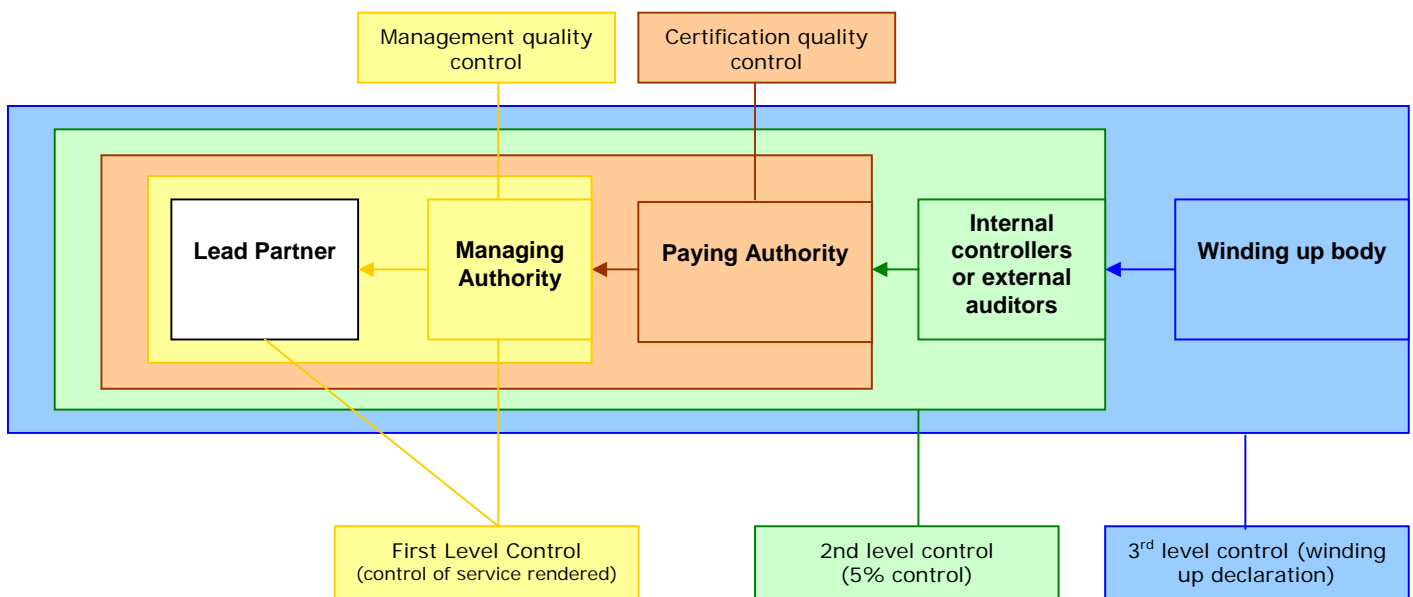 Management quality
control
Certification quality
control
Lead Partner
Managing
Authority
Paying Authority
Internal
controllers
or external
auditors
Winding up body
First Level Control
(control of service rendered)
2nd level control
(5% control)
3rd level control (winding
up declaration)